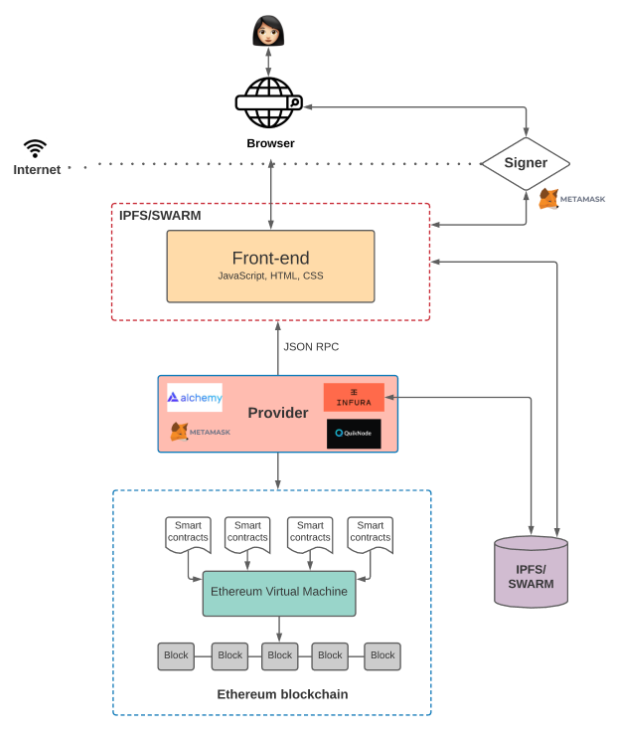 Browser
Internet
Signer
METAMASK
IPFS/SWARM
Front-end
JavaScript, HTML, CSS
JSON RPC
alchemy
Provider
INFURA
METAMASK
QuikNode
Smart
contracts
Smart
contracts
Smart
contracts
Smart
contracts
Ethereum Virtual Machine
IPFS/
SWARM
Block
Block
Block
Block
Block
Ethereum blockchain